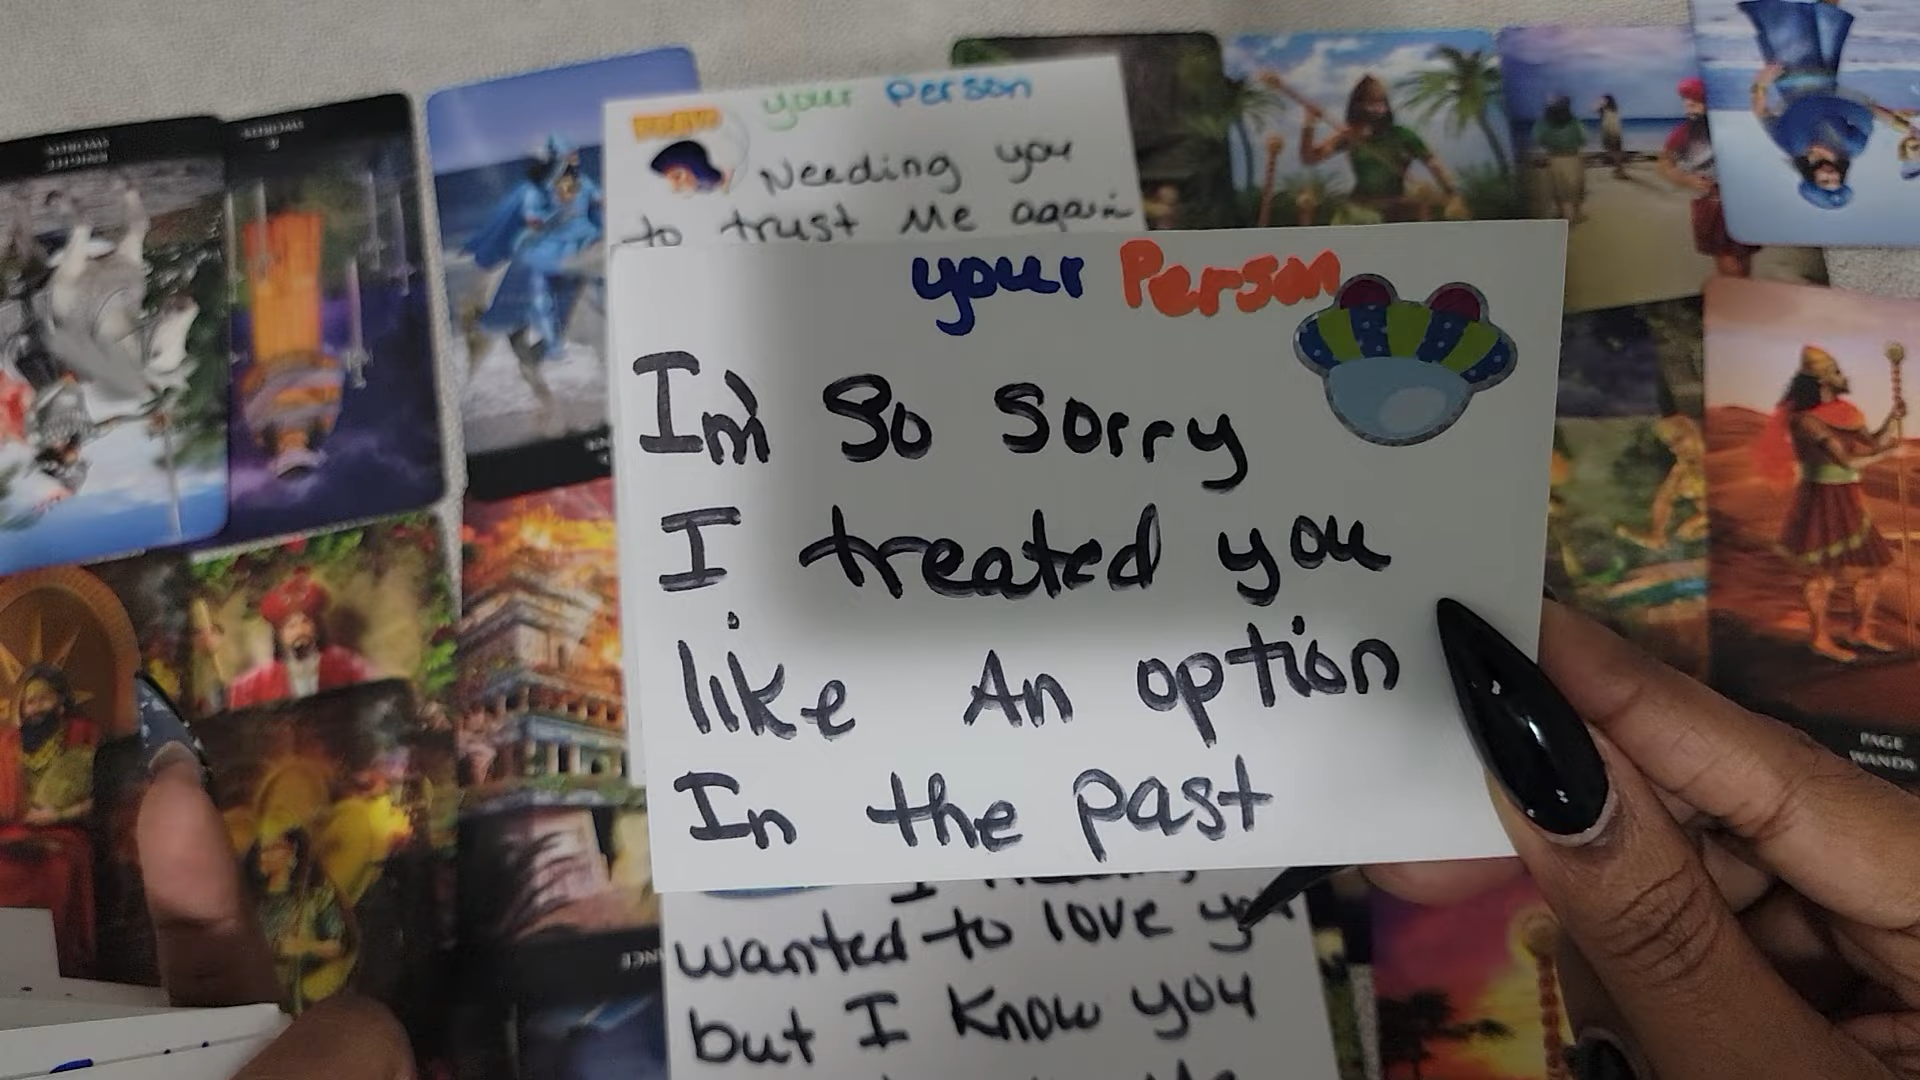 your Person
Needing you
to trust Me again
your Person
I'm So Sorry
I treated you
like An option
In the past
wanted to love you
but I know you
PAGE
WANDS